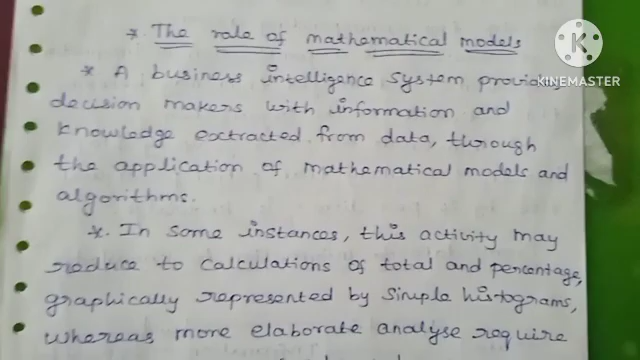 * The role of mathematical models
* A business intelligence system provides
decision makers with information and
knowledge extracted from data, through
the application of mathematical models and
algorithms.
*. In some instances, this activity may
reduce to calculations of total and percentage,
graphically represented by simple histograms,
whereas more elaborate analyse require
K
KINEMASTER